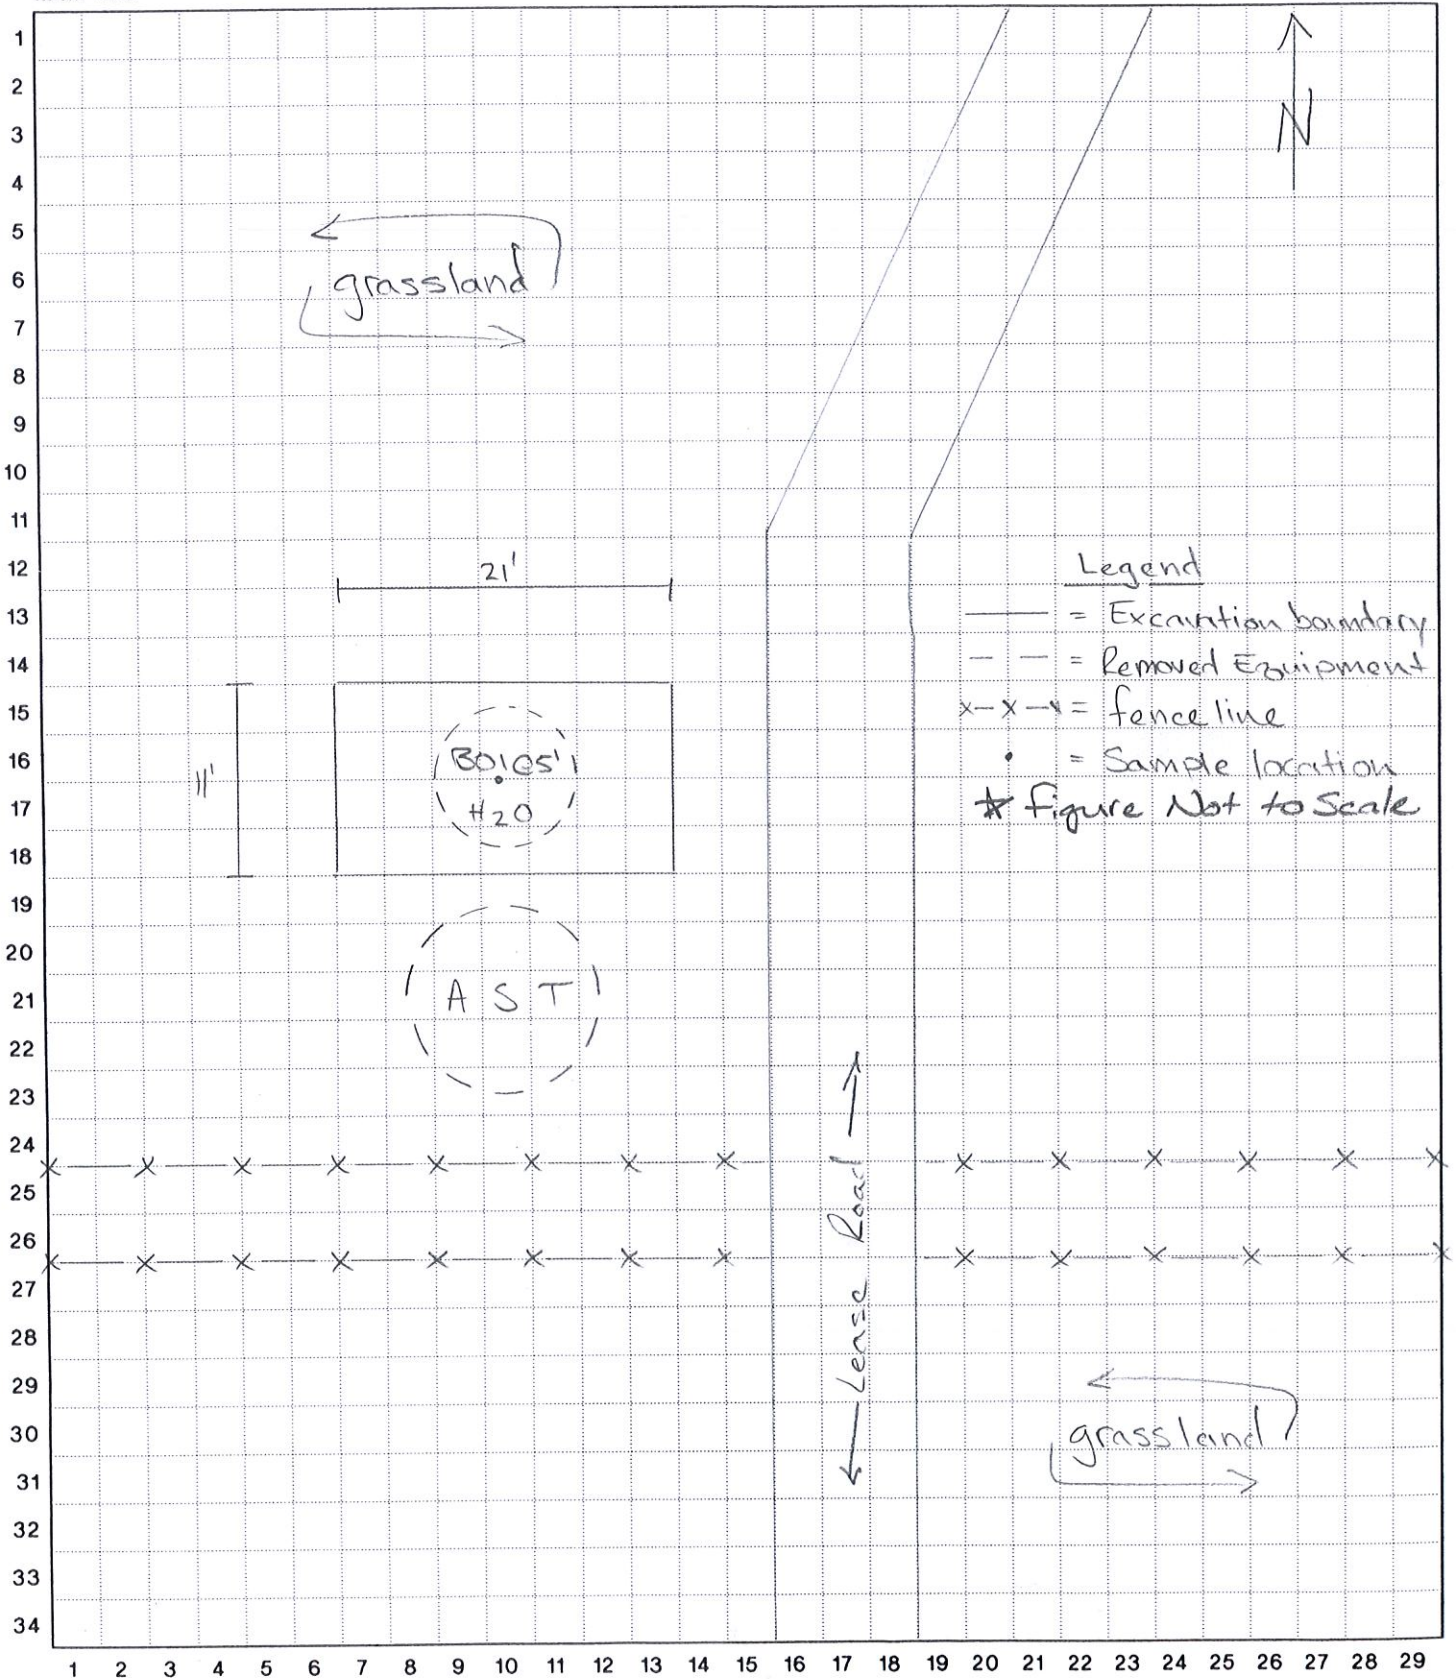 1
2
3
4
5
6
7
8
9
10
11
12
13
14
15
16
17
18
19
20
21
22
23
24
25
26
27
28
29
30
31
32
33
34
N
grassland
21'
11'
B01@5'
H2O
A S T
Legend
——— = Excavation boundary
— — = Removed Equipment
x—x—x = fence line
• = Sample location
* Figure Not to Scale
Lease Road
grassland
1 2 3 4 5 6 7 8 9 10 11 12 13 14 15 16 17 18 19 20 21 22 23 24 25 26 27 28 29